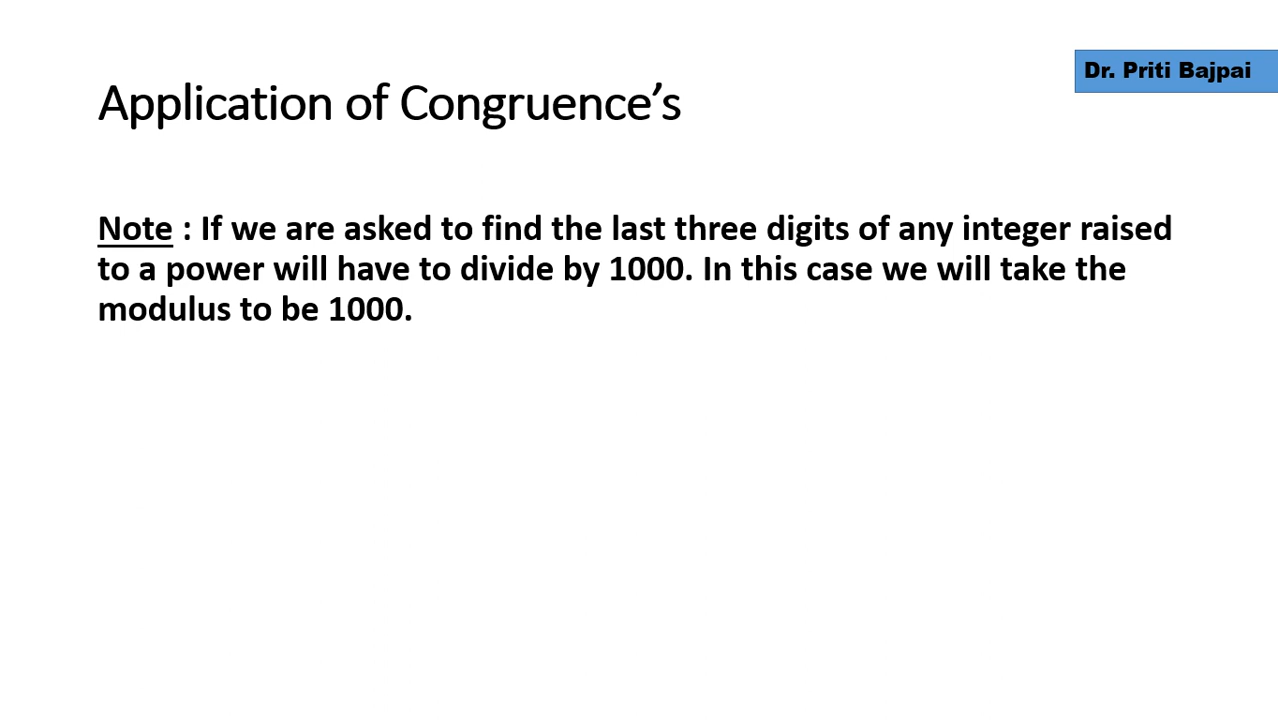 Dr. Priti Bajpai
Application of Congruence’s
Note : If we are asked to find the last three digits of any integer raised
to a power will have to divide by 1000. In this case we will take the
modulus to be 1000.